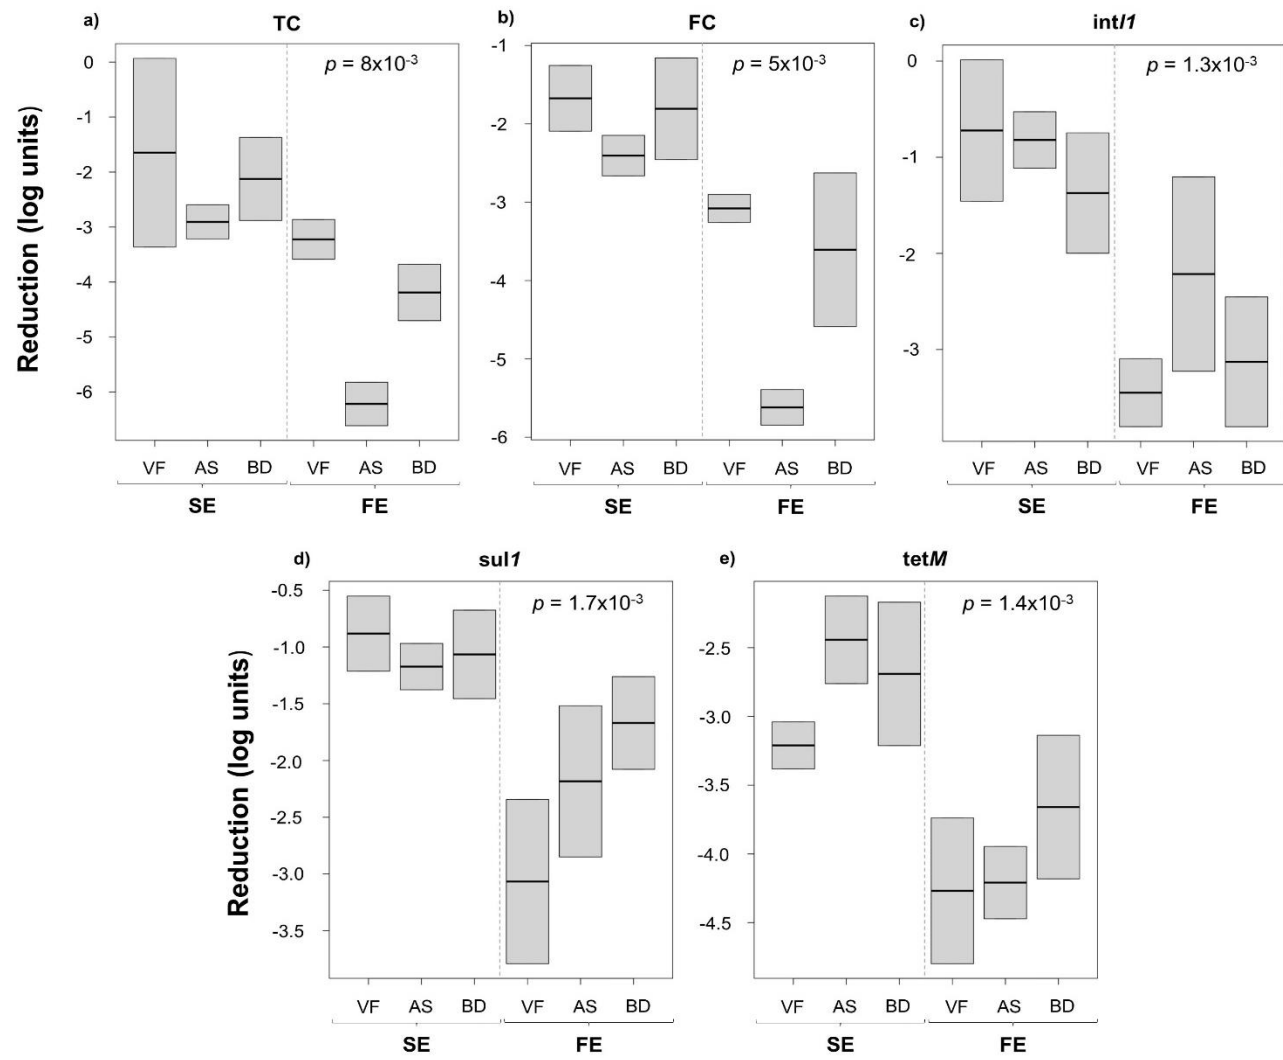 a) TC
Reduction (log units)
0
-1
-2
-3
-4
-5
-6
p = 8x10⁻³
VF AS BD VF AS BD
SE FE
b) FC
-1
-2
-3
-4
-5
-6
p = 5x10⁻³
VF AS BD VF AS BD
SE FE
c) intI1
0
-1
-2
-3
p = 1.3x10⁻³
VF AS BD VF AS BD
SE FE
d) sul1
Reduction (log units)
-0.5
-1.0
-1.5
-2.0
-2.5
-3.0
-3.5
p = 1.7x10⁻³
VF AS BD VF AS BD
SE FE
e) tetM
-2.5
-3.0
-3.5
-4.0
-4.5
p = 1.4x10⁻³
VF AS BD VF AS BD
SE FE